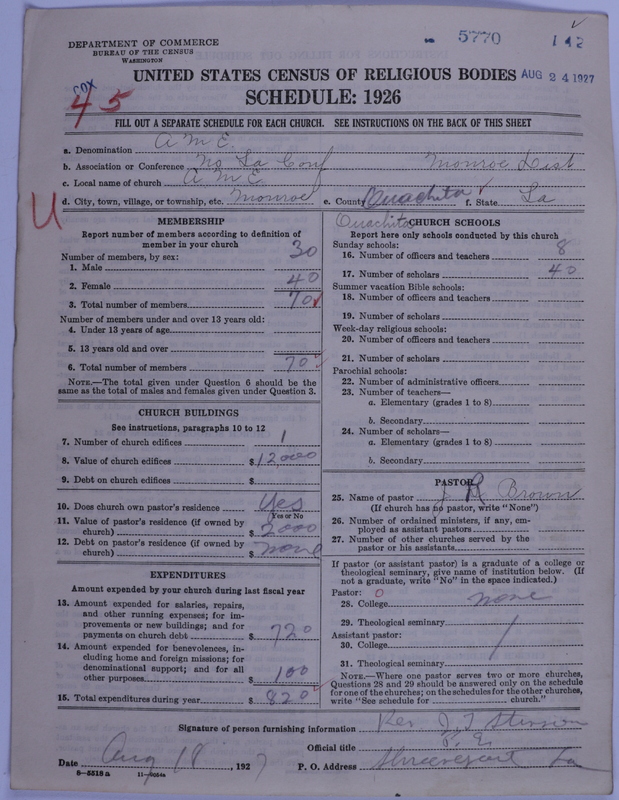 5770 142
DEPARTMENT OF COMMERCE
BUREAU OF THE CENSUS
WASHINGTON
UNITED STATES CENSUS OF RELIGIOUS BODIES AUG 24 1927
COX
45
SCHEDULE: 1926
FILL OUT A SEPARATE SCHEDULE FOR EACH CHURCH. SEE INSTRUCTIONS ON THE BACK OF THIS SHEET
a. Denomination A M E
b. Association or Conference No La Conf Monroe Dist
c. Local name of church A M E
U
d. City, town, village, or township, etc. Monroe e. County Ouachita f. State La
Ouachita
MEMBERSHIP
Report number of members according to definition of
member in your church
Number of members, by sex:
1. Male 30
2. Female 40
3. Total number of members 70
Number of members under and over 13 years old:
4. Under 13 years of age
5. 13 years old and over
6. Total number of members 70
NOTE.—The total given under Question 6 should be the
same as the total of males and females given under Question 3.
CHURCH BUILDINGS
See instructions, paragraphs 10 to 12
7. Number of church edifices 1
8. Value of church edifices $ 12,000
9. Debt on church edifices $
10. Does church own pastor's residence Yes
(Yes or No)
11. Value of pastor's residence (if owned by
church) $ 2000
12. Debt on pastor's residence (if owned by
church) $ none
EXPENDITURES
Amount expended by your church during last fiscal year
13. Amount expended for salaries, repairs,
and other running expenses; for im-
provements or new buildings; and for
payments on church debt $ 720
14. Amount expended for benevolences, in-
cluding home and foreign missions; for
denominational support; and for all
other purposes $ 100
15. Total expenditures during year $ 820
CHURCH SCHOOLS
Report here only schools conducted by this church
Sunday schools:
16. Number of officers and teachers 8
17. Number of scholars 40
Summer vacation Bible schools:
18. Number of officers and teachers
19. Number of scholars
Week-day religious schools:
20. Number of officers and teachers
21. Number of scholars
Parochial schools:
22. Number of administrative officers
23. Number of teachers—
a. Elementary (grades 1 to 8)
b. Secondary
24. Number of scholars—
a. Elementary (grades 1 to 8)
b. Secondary
PASTOR
25. Name of pastor J R Brown
(If church has no pastor, write "None")
26. Number of ordained ministers, if any, em-
ployed as assistant pastors
27. Number of other churches served by the
pastor or his assistants
If pastor (or assistant pastor) is a graduate of a college or
theological seminary, give name of institution below. (If
not a graduate, write "No" in the space indicated.)
Pastor: 0
28. College none
29. Theological seminary
Assistant pastor:
30. College
31. Theological seminary
NOTE.—Where one pastor serves two or more churches,
Questions 28 and 29 should be answered only on the schedule
for one of the churches; on the schedules for the other churches,
write "See schedule for church."
Signature of person furnishing information Rev. J. T. Stinson
Official title P. E.
Date Aug 18, 1927 P. O. Address Shreveport La
8-5518a 11-9664a